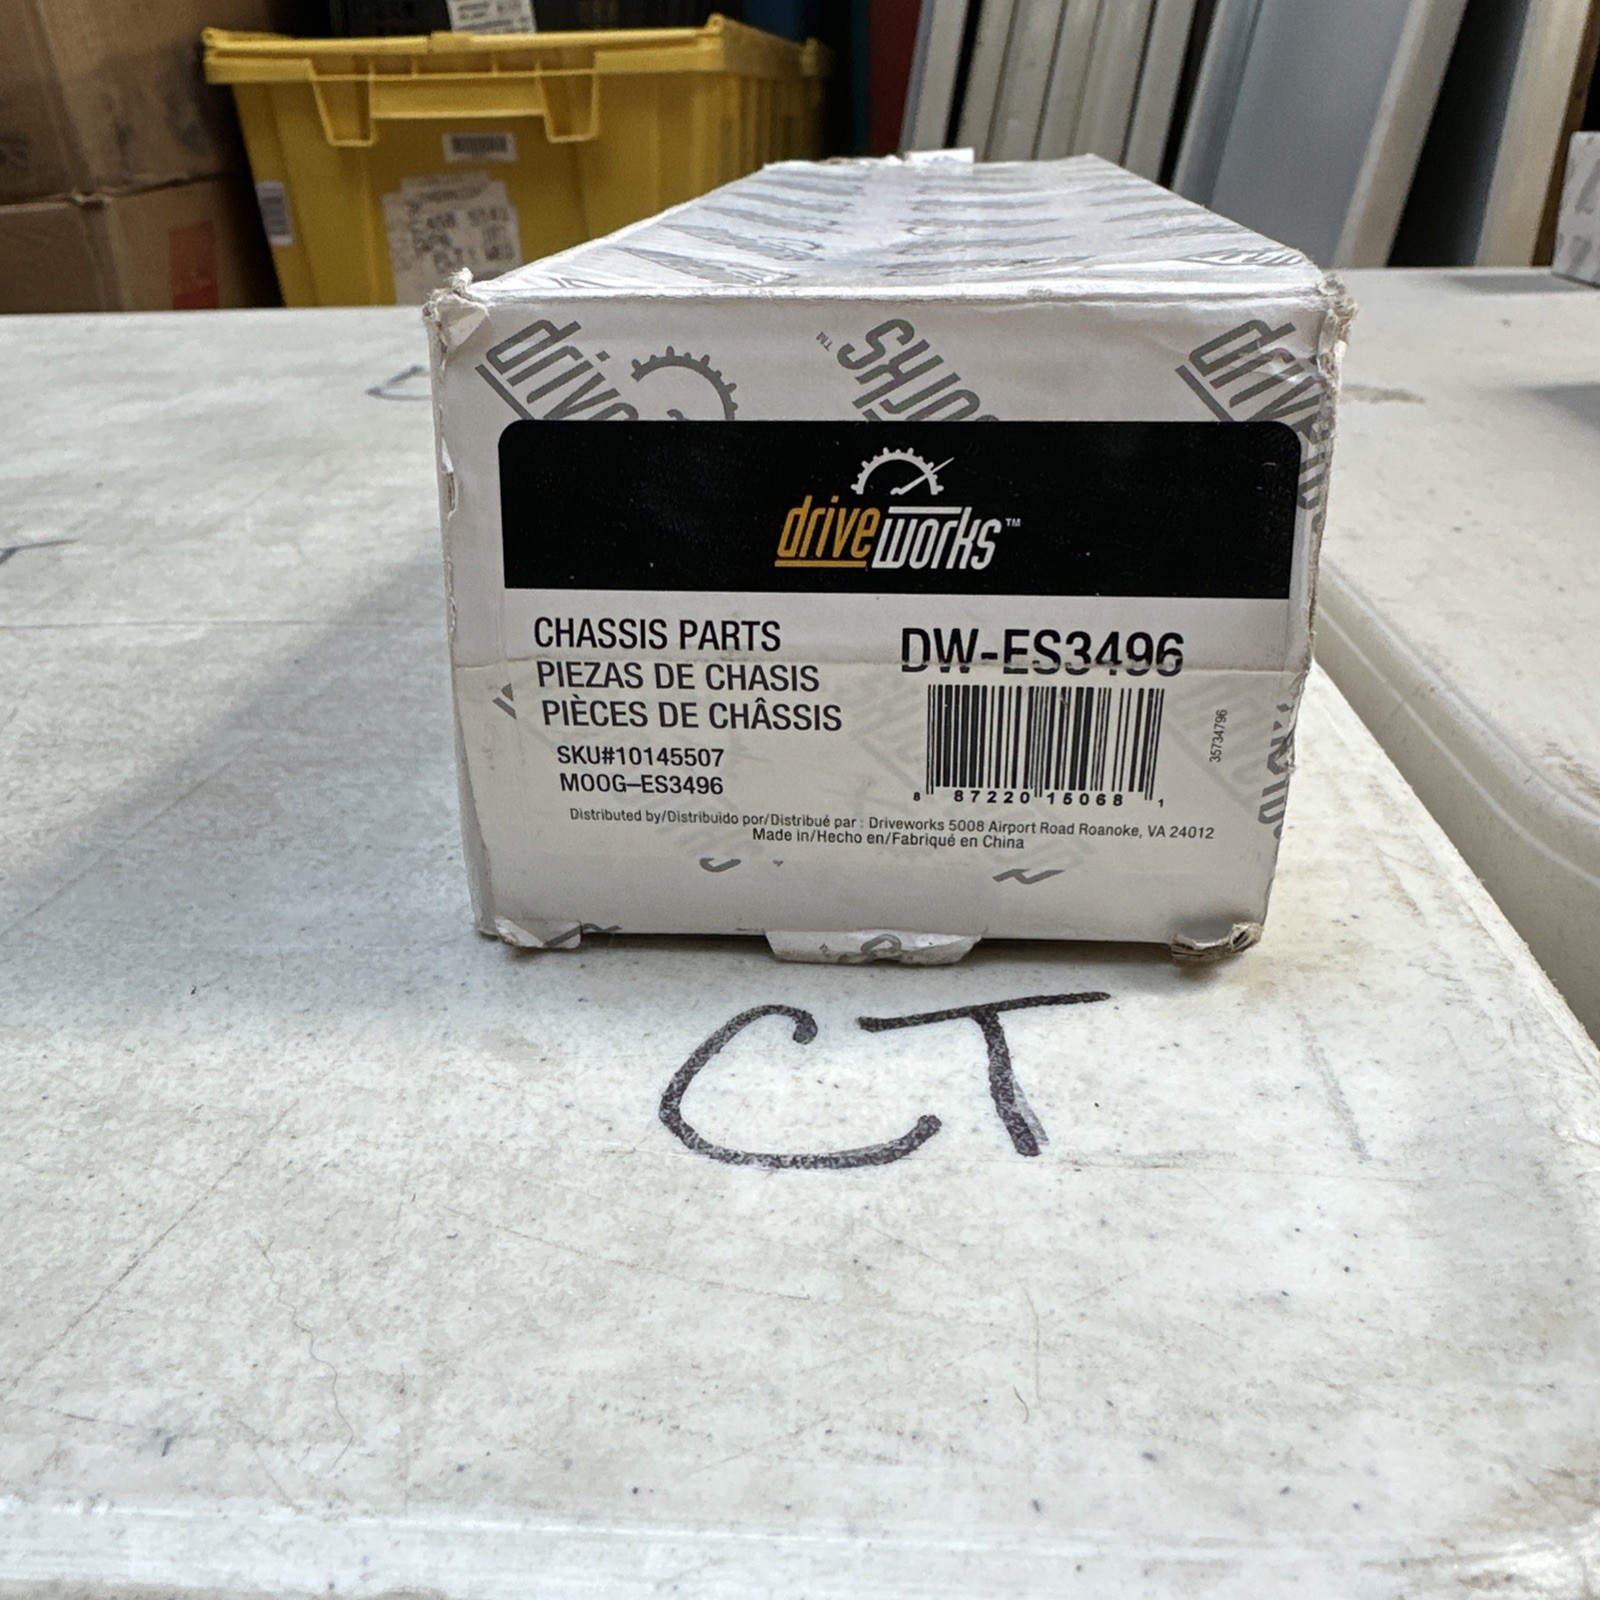 driveworks™
CHASSIS PARTS
PIEZAS DE CHASIS
PIÈCES DE CHÂSSIS
SKU#10145507
MOOG–ES3496
DW-ES3496
8 87220 15068 1
35734796
Distributed by/Distribuido por/Distribué par : Driveworks 5008 Airport Road Roanoke, VA 24012
Made in/Hecho en/Fabriqué en China
CT